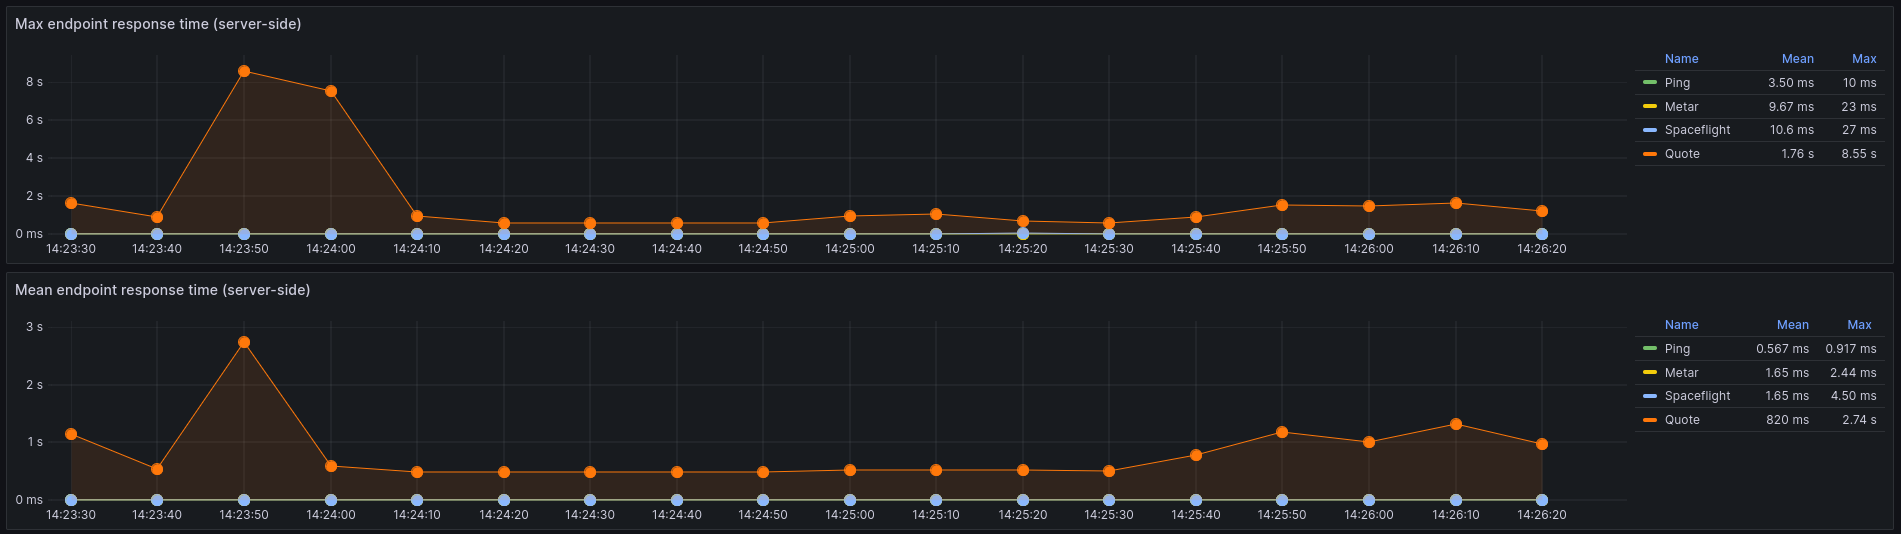 Max endpoint response time (server-side)
Name Mean Max
8 s
Ping 3.50 ms 10 ms
Metar 9.67 ms 23 ms
6 s
Spaceflight 10.6 ms 27 ms
Quote 1.76 s 8.55 s
4 s
2 s
0 ms
14:23:30 14:23:40 14:23:50 14:24:00 14:24:10 14:24:20 14:24:30 14:24:40 14:24:50 14:25:00 14:25:10 14:25:20 14:25:30 14:25:40 14:25:50 14:26:00 14:26:10 14:26:20
Mean endpoint response time (server-side)
3 s
Name Mean Max
Ping 0.567 ms 0.917 ms
Metar 1.65 ms 2.44 ms
2 s
Spaceflight 1.65 ms 4.50 ms
Quote 820 ms 2.74 s
1 s
0 ms
14:23:30 14:23:40 14:23:50 14:24:00 14:24:10 14:24:20 14:24:30 14:24:40 14:24:50 14:25:00 14:25:10 14:25:20 14:25:30 14:25:40 14:25:50 14:26:00 14:26:10 14:26:20